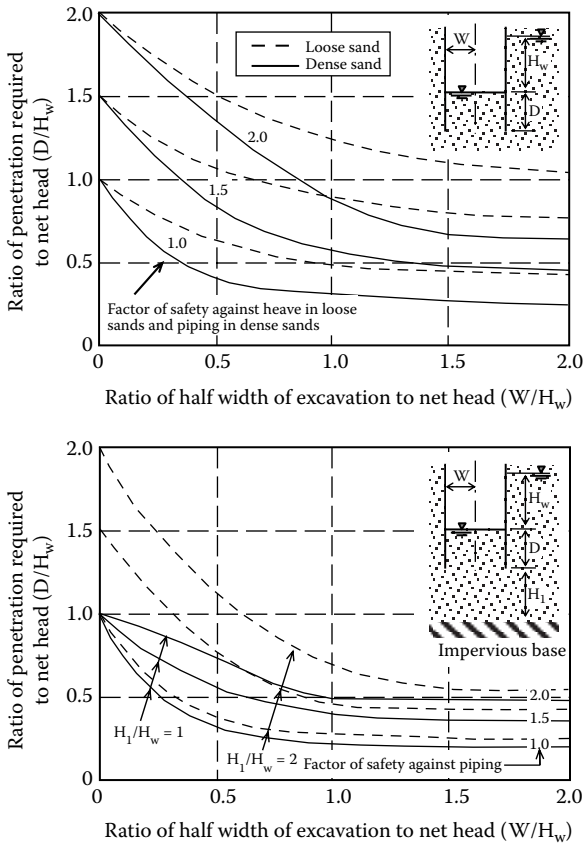 2.0
1.5
1.0
0.5
0
Ratio of penetration required
to net head (D/H_w)
Loose sand
Dense sand
W
H_w
D
2.0
1.5
1.0
Factor of safety against heave in loose
sands and piping in dense sands
0 0.5 1.0 1.5 2.0
Ratio of half width of excavation to net head (W/H_w)
2.0
1.5
1.0
0.5
0
Ratio of penetration required
to net head (D/H_w)
W
H_w
D
H_1
Impervious base
2.0
1.5
1.0
H_1/H_w = 1
H_1/H_w = 2
Factor of safety against piping
0 0.5 1.0 1.5 2.0
Ratio of half width of excavation to net head (W/H_w)